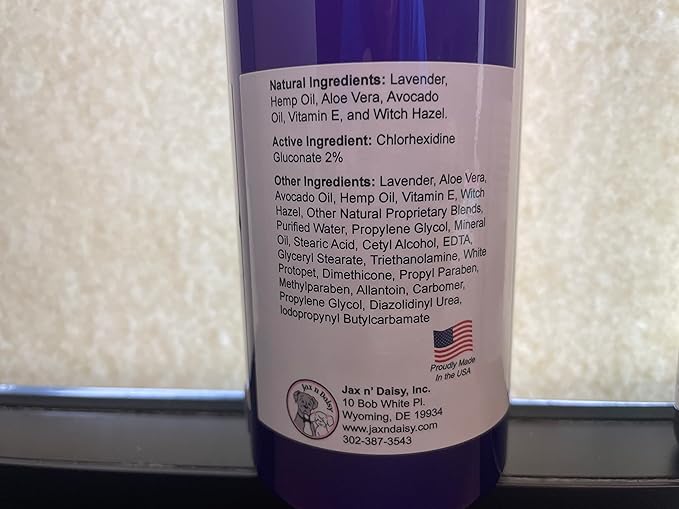 Natural Ingredients: Lavender,
Hemp Oil, Aloe Vera, Avocado
Oil, Vitamin E, and Witch Hazel.
Active Ingredient: Chlorhexidine
Gluconate 2%
Other Ingredients: Lavender, Aloe Vera,
Avocado Oil, Hemp Oil, Vitamin E, Witch
Hazel, Other Natural Proprietary Blends,
Purified Water, Propylene Glycol, Mineral
Oil, Stearic Acid, Cetyl Alcohol, EDTA,
Glyceryl Stearate, Triethanolamine, White
Protopet, Dimethicone, Propyl Paraben,
Methylparaben, Allantoin, Carbomer,
Propylene Glycol, Diazolidinyl Urea,
Iodopropynyl Butylcarbamate
Proudly Made
In the USA
jax n Daisy
Jax n' Daisy, Inc.
10 Bob White Pl.
Wyoming, DE 19934
www.jaxndaisy.com
302-387-3543